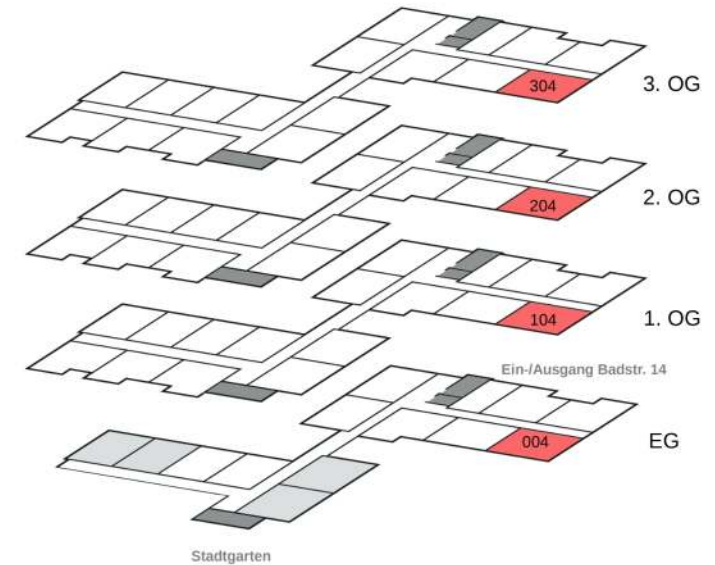 304
3. OG
204
2. OG
104
1. OG
Ein-/Ausgang Badstr. 14
004
EG
Stadtgarten